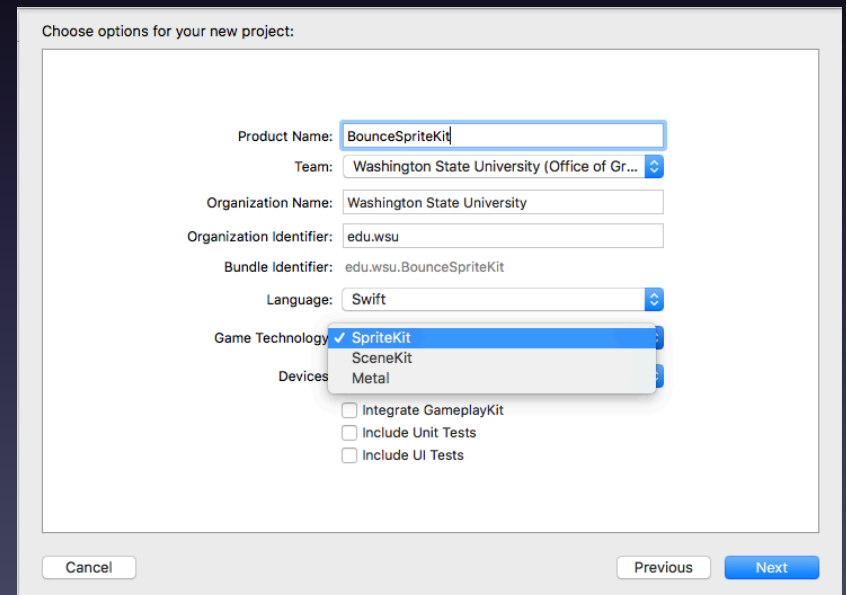 Choose options for your new project:
Product Name: BounceSpriteKit
Team: Washington State University (Office of Gr...
Organization Name: Washington State University
Organization Identifier: edu.wsu
Bundle Identifier: edu.wsu.BounceSpriteKit
Language: Swift
Game Technology ✓ SpriteKit
SceneKit
Devices Metal
Integrate GameplayKit
Include Unit Tests
Include UI Tests
Cancel Previous Next